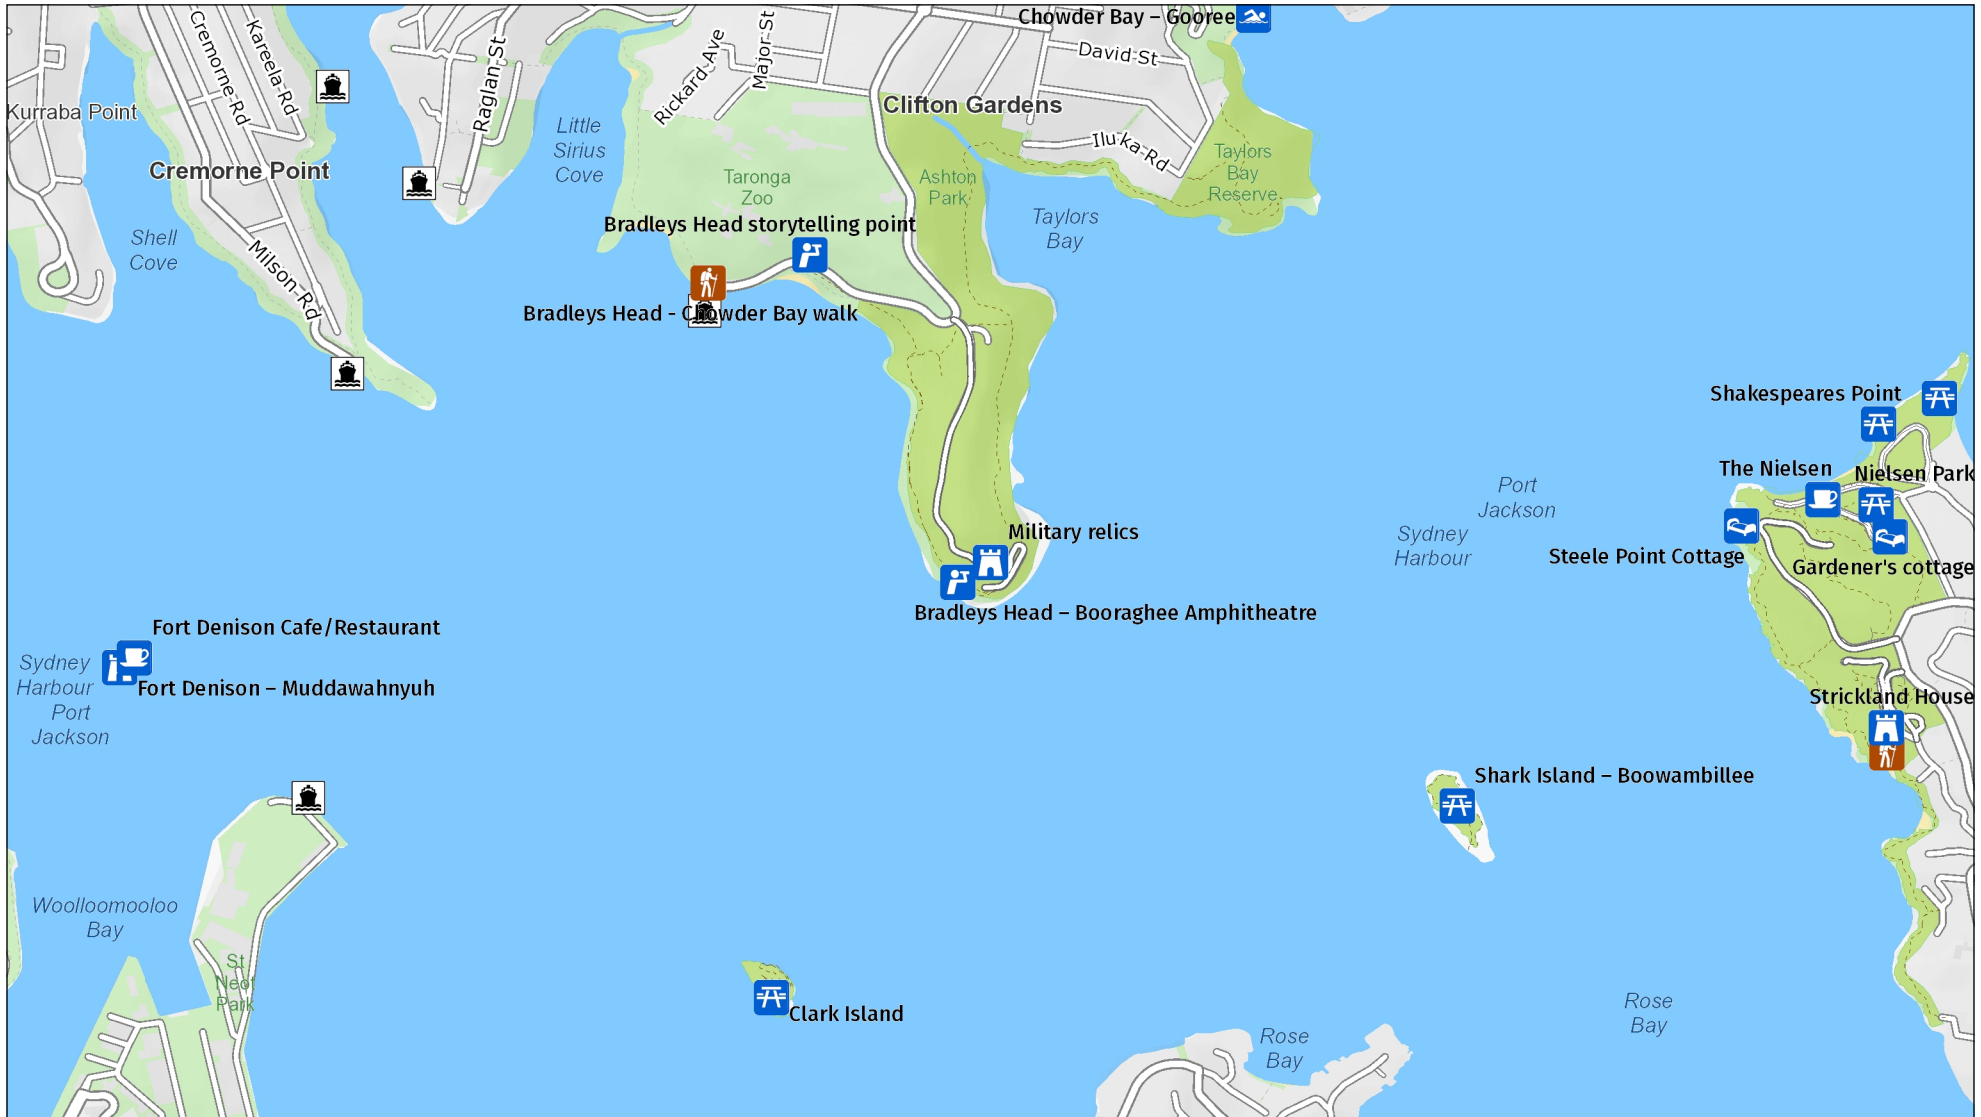 Chowder Bay – Gooree
Cremorne-Rd
Kareela-Rd
Raglan-St
Rickard-Ave
Major-St
David-St
Kurraba Point
Clifton Gardens
Cremorne Point
Little
Sirius
Cove
Iluka-Rd
Taylors
Bay
Reserve
Taronga
Zoo
Ashton
Park
Taylors
Bay
Bradleys Head storytelling point
Shell
Cove
Milson-Rd
Bradleys Head - Chowder Bay walk
Shakespeares Point
The Nielsen
Nielsen Park
Port
Jackson
Sydney
Harbour
Military relics
Steele Point Cottage
Gardener's cottage
Bradleys Head – Booraghee Amphitheatre
Fort Denison Cafe/Restaurant
Sydney
Harbour
Port
Jackson
Fort Denison – Muddawahnyuh
Strickland House
Shark Island – Boowambillee
Woolloomooloo
Bay
St
Neot
Park
Clark Island
Rose
Bay
Rose
Bay